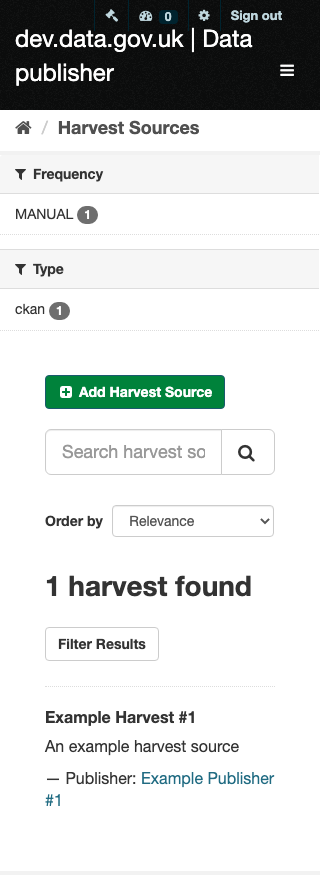 0 Sign out
dev.data.gov.uk | Data
publisher
/ Harvest Sources
Frequency
MANUAL 1
Type
ckan 1
Add Harvest Source
Search harvest so
Order by Relevance
1 harvest found
Filter Results
Example Harvest #1
An example harvest source
— Publisher: Example Publisher
#1